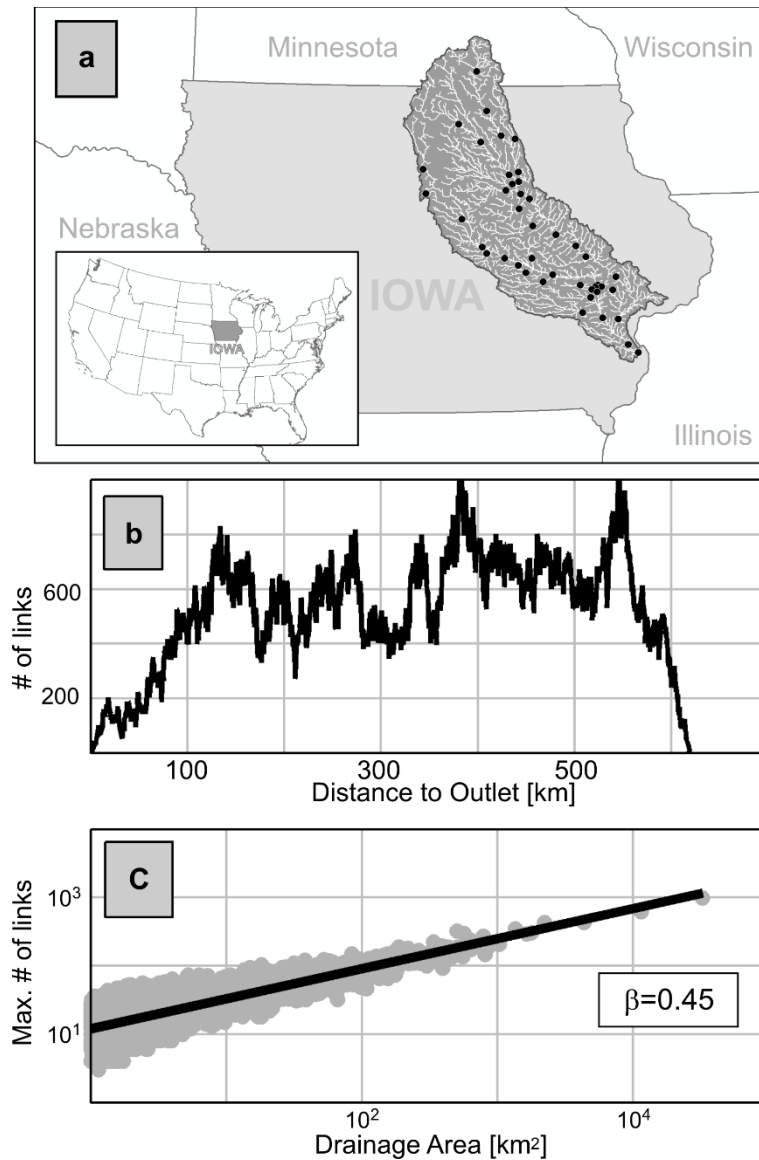 a
Minnesota
Wisconsin
Nebraska
IOWA
IOWA
Illinois
b
# of links
600
200
100
300
500
Distance to Outlet [km]
C
Max. # of links
10³
10¹
β=0.45
10²
10⁴
Drainage Area [km²]